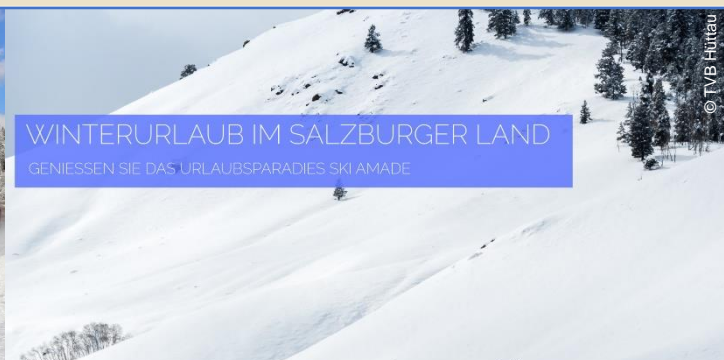 WINTERURLAUB IM SALZBURGER LAND
GENIESSEN SIE DAS URLAUBSPARADIES SKI AMADE
© TVB Hüttau